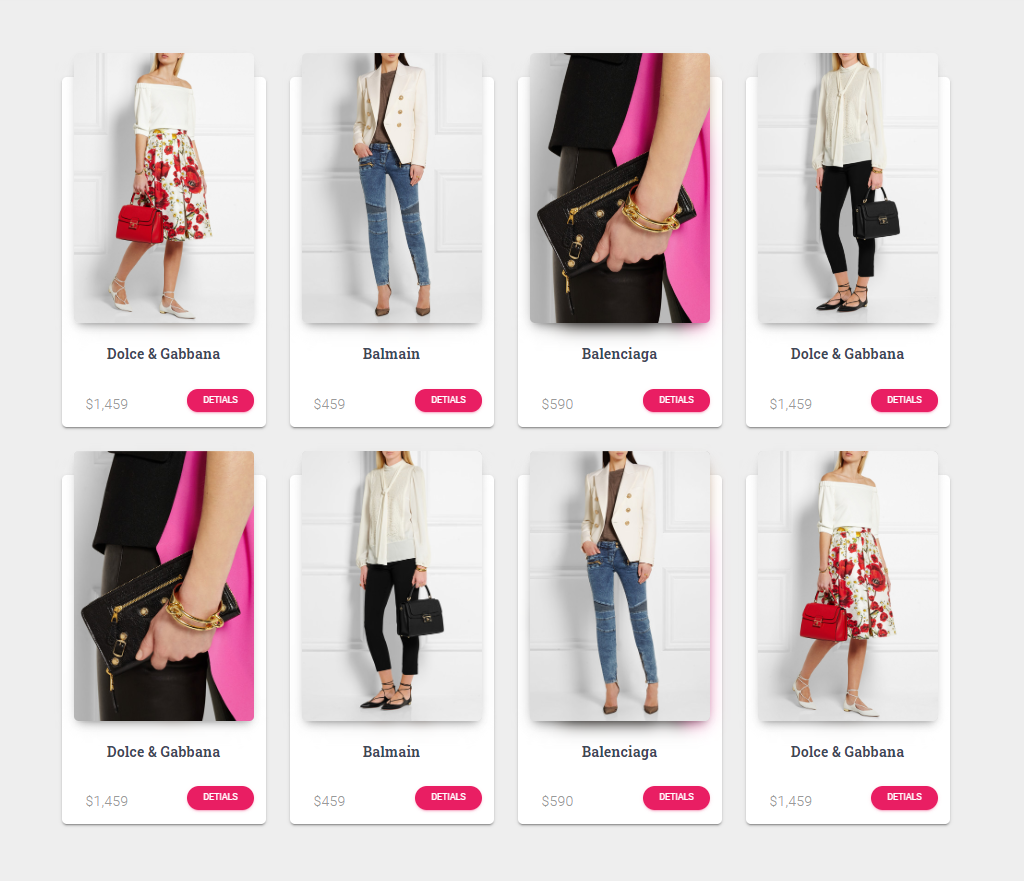 Dolce & Gabbana
Balmain
Balenciaga
Dolce & Gabbana
$1,459
DETIALS
$459
DETIALS
$590
DETIALS
$1,459
DETIALS
Dolce & Gabbana
Balmain
Balenciaga
Dolce & Gabbana
$1,459
DETIALS
$459
DETIALS
$590
DETIALS
$1,459
DETIALS